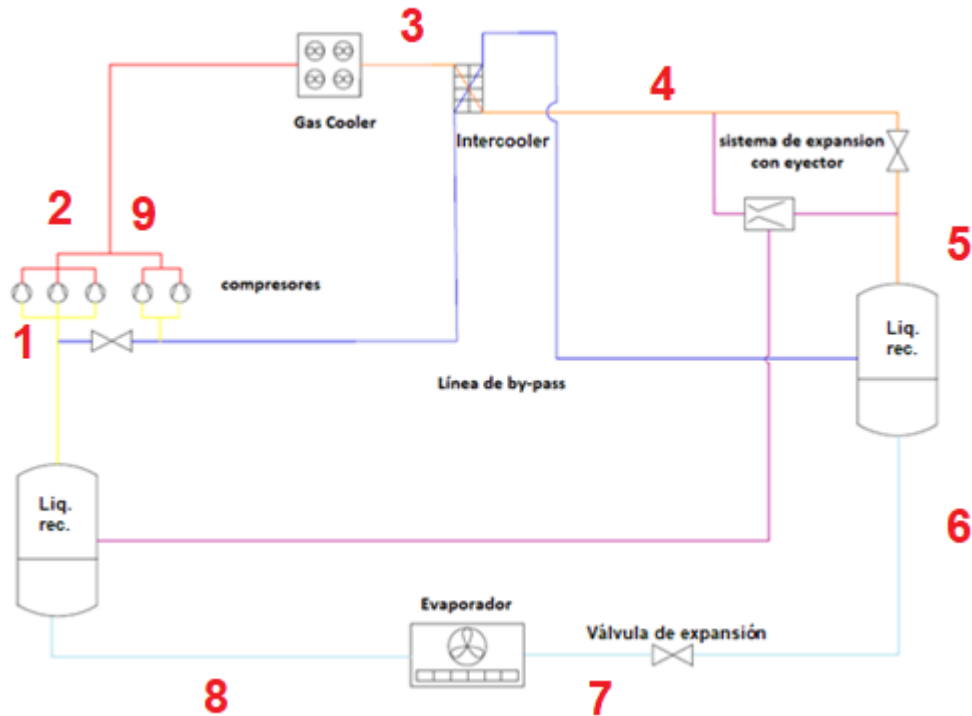 3
Gas Cooler
Intercooler
4
sistema de expansion
con eyector
2
9
5
compresores
1
Liq.
rec.
Línea de by-pass
Liq.
rec.
6
Evaporador
Válvula de expansión
8
7